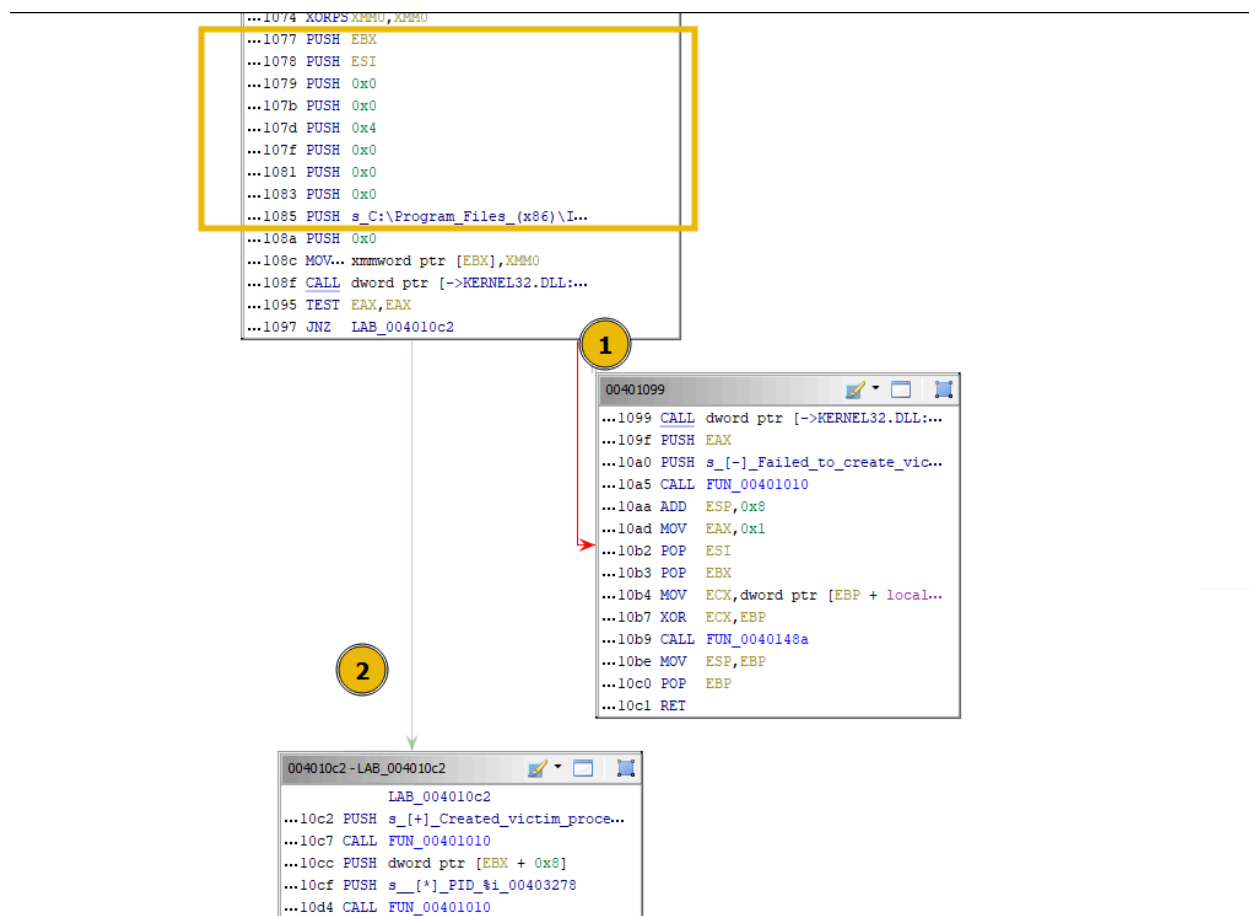 ...1074 XORPS XMM0,XMM0
...1077 PUSH EBX
...1078 PUSH ESI
...1079 PUSH 0x0
...107b PUSH 0x0
...107d PUSH 0x4
...107f PUSH 0x0
...1081 PUSH 0x0
...1083 PUSH 0x0
...1085 PUSH s_C:\Program_Files_(x86)\I...
...108a PUSH 0x0
...108c MOV... xmmword ptr [EBX],XMM0
...108f CALL dword ptr [->KERNEL32.DLL:...
...1095 TEST EAX,EAX
...1097 JNZ LAB_004010c2
1
00401099
...1099 CALL dword ptr [->KERNEL32.DLL:...
...109f PUSH EAX
...10a0 PUSH s_[-]_Failed_to_create_vic...
...10a5 CALL FUN_00401010
...10aa ADD ESP,0x8
...10ad MOV EAX,0x1
...10b2 POP ESI
...10b3 POP EBX
...10b4 MOV ECX,dword ptr [EBP + local...
...10b7 XOR ECX,EBP
...10b9 CALL FUN_0040148a
...10be MOV ESP,EBP
...10c0 POP EBP
...10c1 RET
2
004010c2 - LAB_004010c2
LAB_004010c2
...10c2 PUSH s_[+]_Created_victim_proce...
...10c7 CALL FUN_00401010
...10cc PUSH dword ptr [EBX + 0x8]
...10cf PUSH s__[*]_PID_%i_00403278
...10d4 CALL FUN_00401010